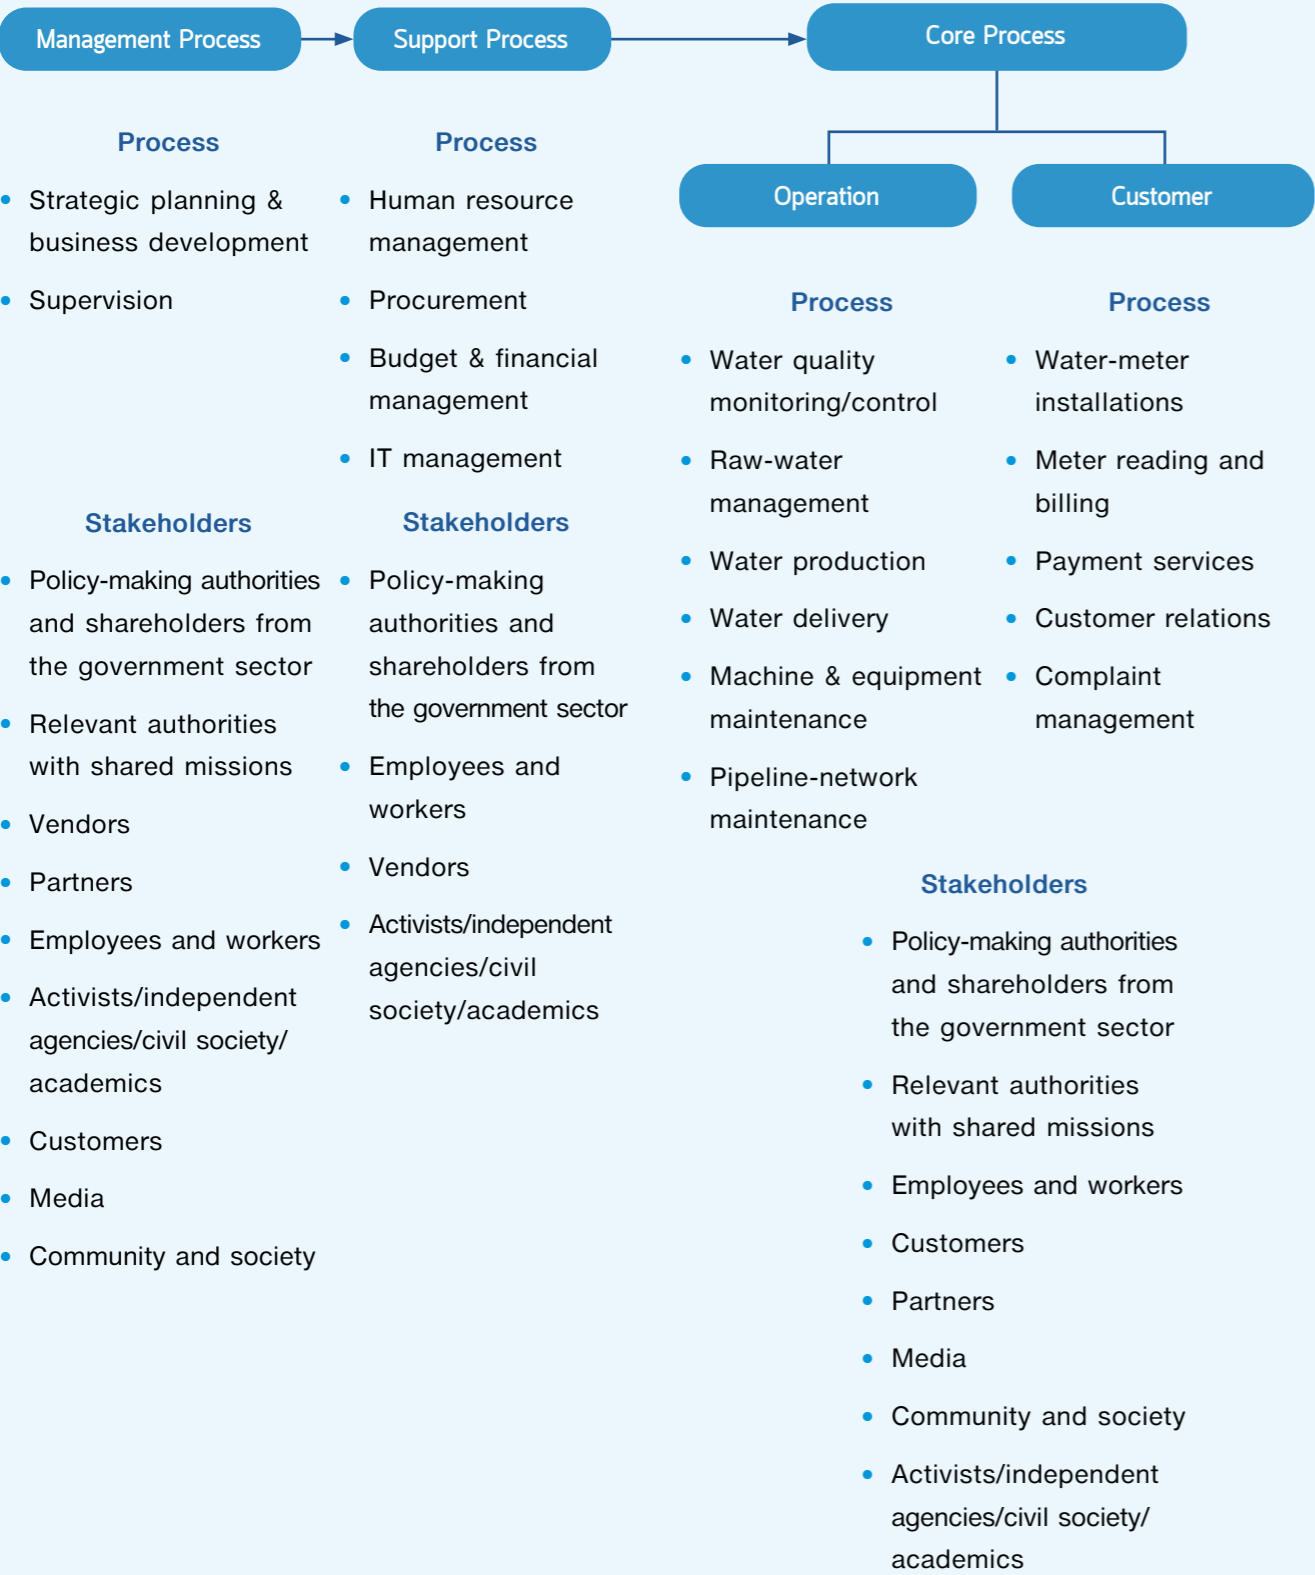 Management Process
Support Process
Core Process
Process
• Strategic planning &
business development
• Supervision
Stakeholders
• Policy-making authorities
and shareholders from
the government sector
• Relevant authorities
with shared missions
• Vendors
• Partners
• Employees and workers
• Activists/independent
agencies/civil society/
academics
• Customers
• Media
• Community and society
Process
• Human resource
management
• Procurement
• Budget & financial
management
• IT management
Stakeholders
• Policy-making
authorities and
shareholders from
the government sector
• Employees and
workers
• Vendors
• Activists/independent
agencies/civil
society/academics
Operation
Process
• Water quality
monitoring/control
• Raw-water
management
• Water production
• Water delivery
• Machine & equipment
maintenance
• Pipeline-network
maintenance
Customer
Process
• Water-meter
installations
• Meter reading and
billing
• Payment services
• Customer relations
• Complaint
management
Stakeholders
• Policy-making authorities
and shareholders from
the government sector
• Relevant authorities
with shared missions
• Employees and workers
• Customers
• Partners
• Media
• Community and society
• Activists/independent
agencies/civil society/
academics